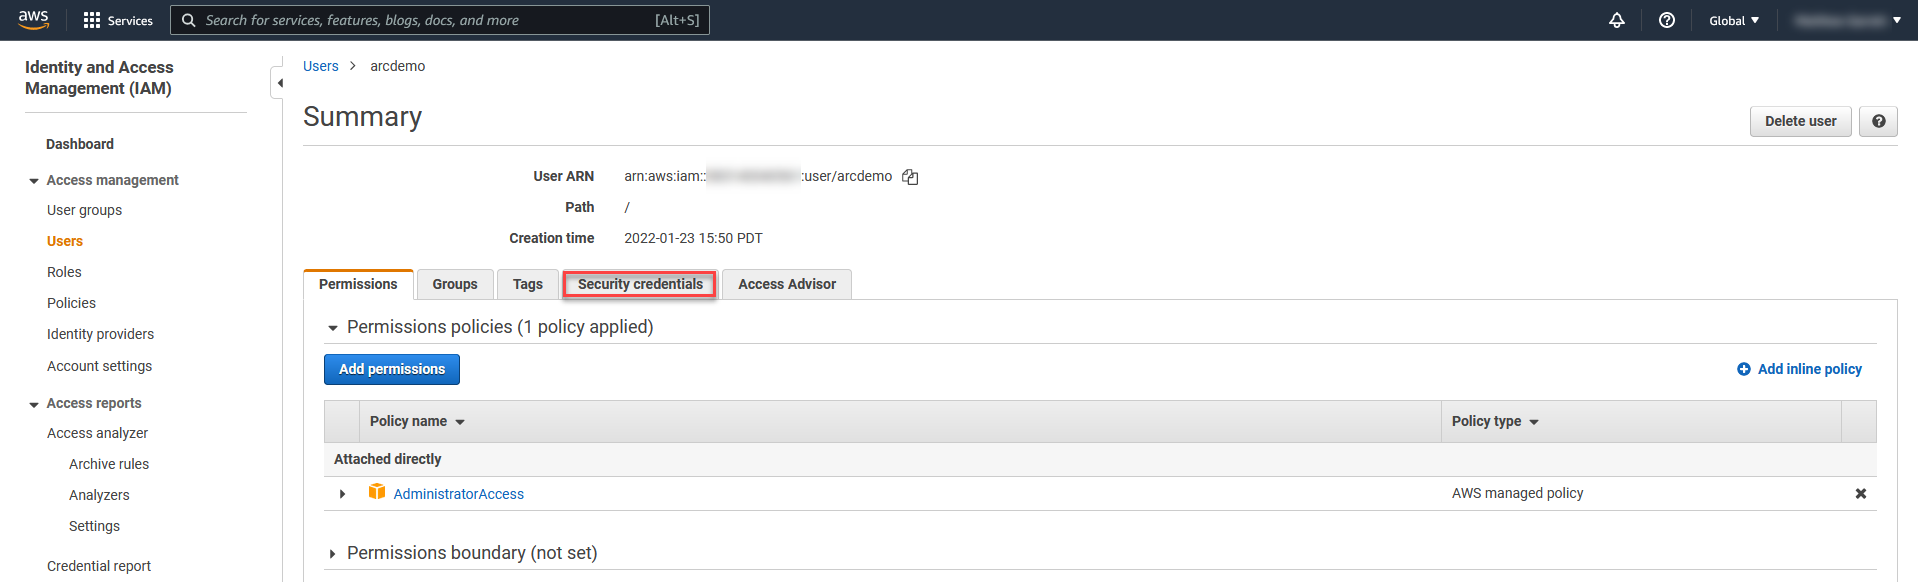 aws Services Search for services, features, blogs, docs, and more [Alt+S] Global
Identity and Access
Management (IAM)
Dashboard
Access management
User groups
Users
Roles
Policies
Identity providers
Account settings
Access reports
Access analyzer
Archive rules
Analyzers
Settings
Credential report
Users > arcdemo
Summary
Delete user
User ARN arn:aws:iam:: :user/arcdemo
Path /
Creation time 2022-01-23 15:50 PDT
Permissions Groups Tags Security credentials Access Advisor
Permissions policies (1 policy applied)
Add permissions Add inline policy
Policy name Policy type
Attached directly
AdministratorAccess AWS managed policy
Permissions boundary (not set)